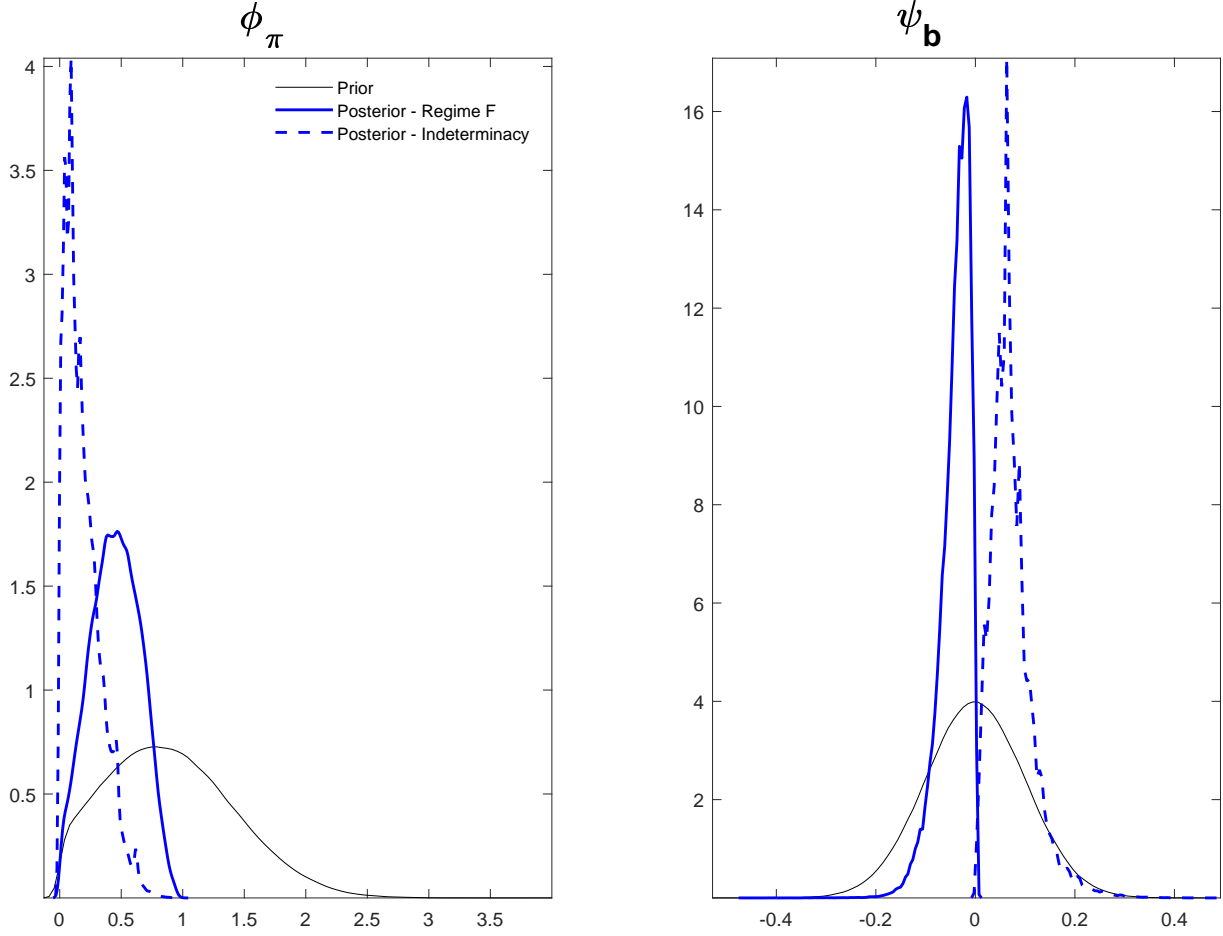 ϕ_π
ψ_b
4
3.5
3
2.5
2
1.5
1
0.5
0 0.5 1 1.5 2 2.5 3 3.5
Prior
Posterior - Regime F
Posterior - Indeterminacy
16
14
12
10
8
6
4
2
-0.4 -0.2 0 0.2 0.4